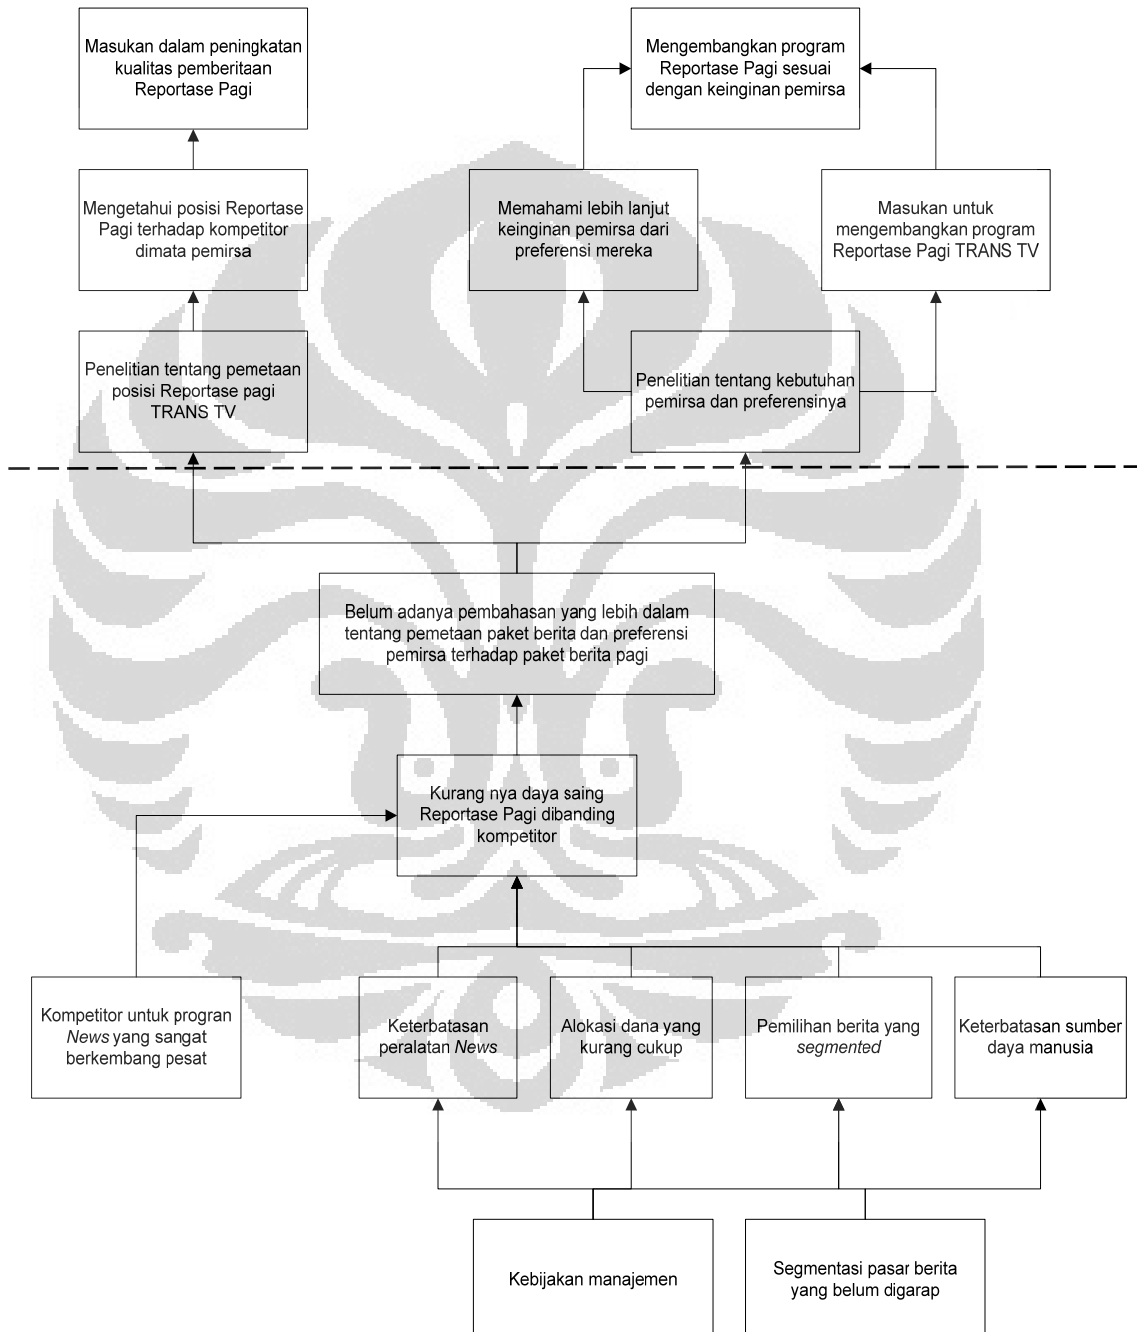 Masukan dalam peningkatan
kualitas pemberitaan
Reportase Pagi
Mengembangkan program
Reportase Pagi sesuai
dengan keinginan pemirsa
Mengetahui posisi Reportase
Pagi terhadap kompetitor
dimata pemirsa
Memahami lebih lanjut
keinginan pemirsa dari
preferensi mereka
Masukan untuk
mengembangkan program
Reportase Pagi TRANS TV
Penelitian tentang pemetaan
posisi Reportase pagi
TRANS TV
Penelitian tentang kebutuhan
pemirsa dan preferensinya
Belum adanya pembahasan yang lebih dalam
tentang pemetaan paket berita dan preferensi
pemirsa terhadap paket berita pagi
Kurang nya daya saing
Reportase Pagi dibanding
kompetitor
Kompetitor untuk progran
News yang sangat
berkembang pesat
Keterbatasan
peralatan News
Alokasi dana yang
kurang cukup
Pemilihan berita yang
segmented
Keterbatasan sumber
daya manusia
Kebijakan manajemen
Segmentasi pasar berita
yang belum digarap